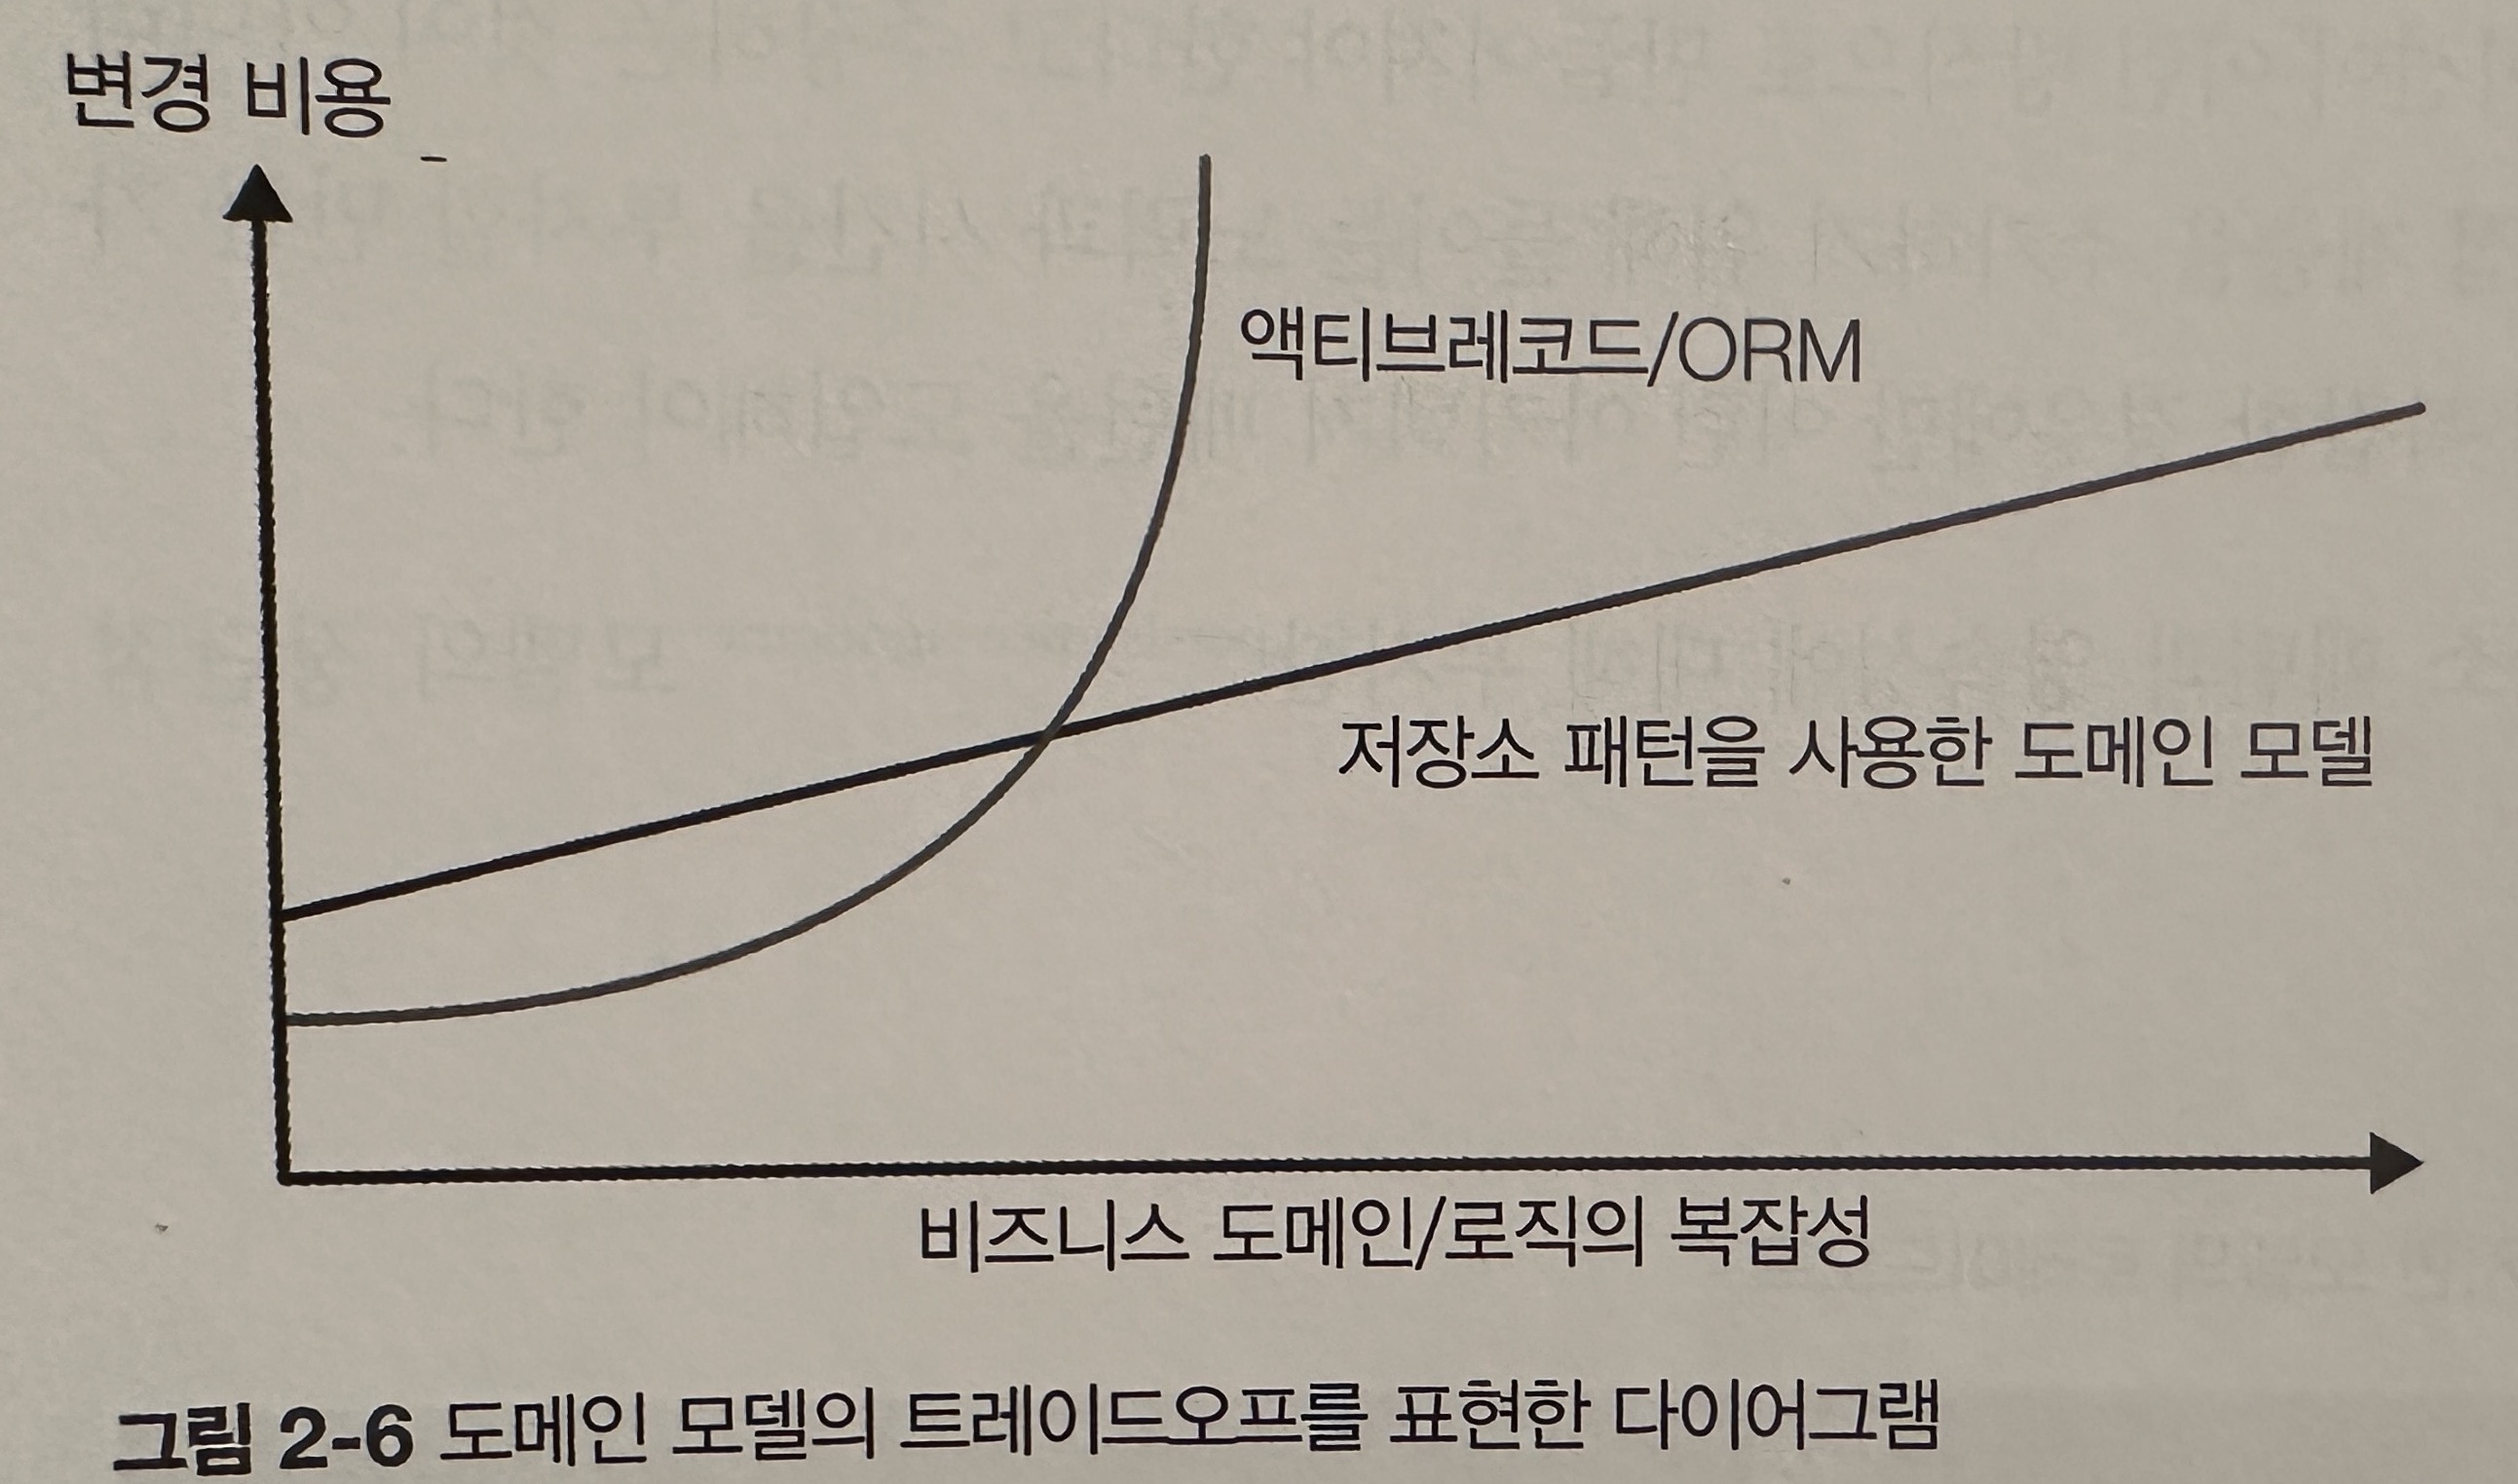 변경 비용
액티브레코드/ORM
저장소 패턴을 사용한 도메인 모델
비즈니스 도메인/로직의 복잡성
그림 2-6 도메인 모델의 트레이드오프를 표현한 다이어그램